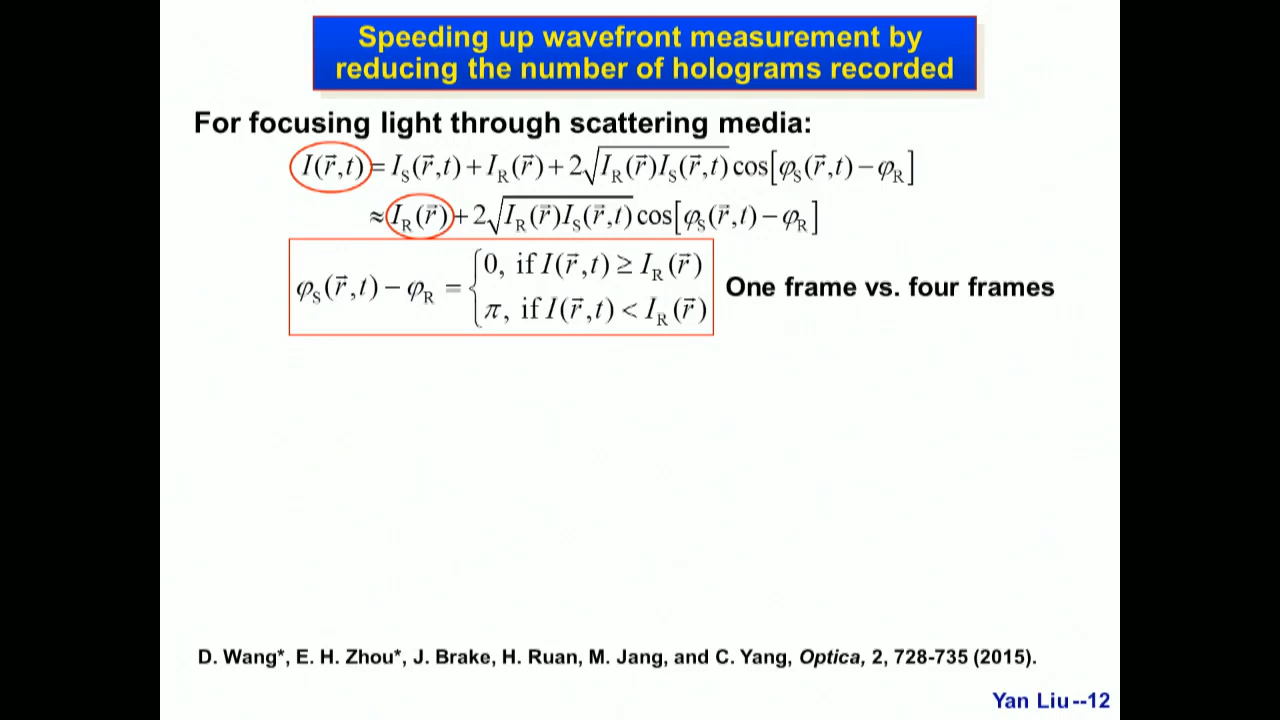 Speeding up wavefront measurement by
reducing the number of holograms recorded
For focusing light through scattering media:
I(r⃗,t) = I_S(r⃗,t) + I_R(r⃗) + 2√(I_R(r⃗)I_S(r⃗,t)) cos[φ_S(r⃗,t) − φ_R]
≈ I_R(r⃗) + 2√(I_R(r⃗)I_S(r⃗,t)) cos[φ_S(r⃗,t) − φ_R]
φ_S(r⃗,t) − φ_R = { 0, if I(r⃗,t) ≥ I_R(r⃗)
π, if I(r⃗,t) < I_R(r⃗)
One frame vs. four frames
D. Wang*, E. H. Zhou*, J. Brake, H. Ruan, M. Jang, and C. Yang, Optica, 2, 728-735 (2015).
Yan Liu--12